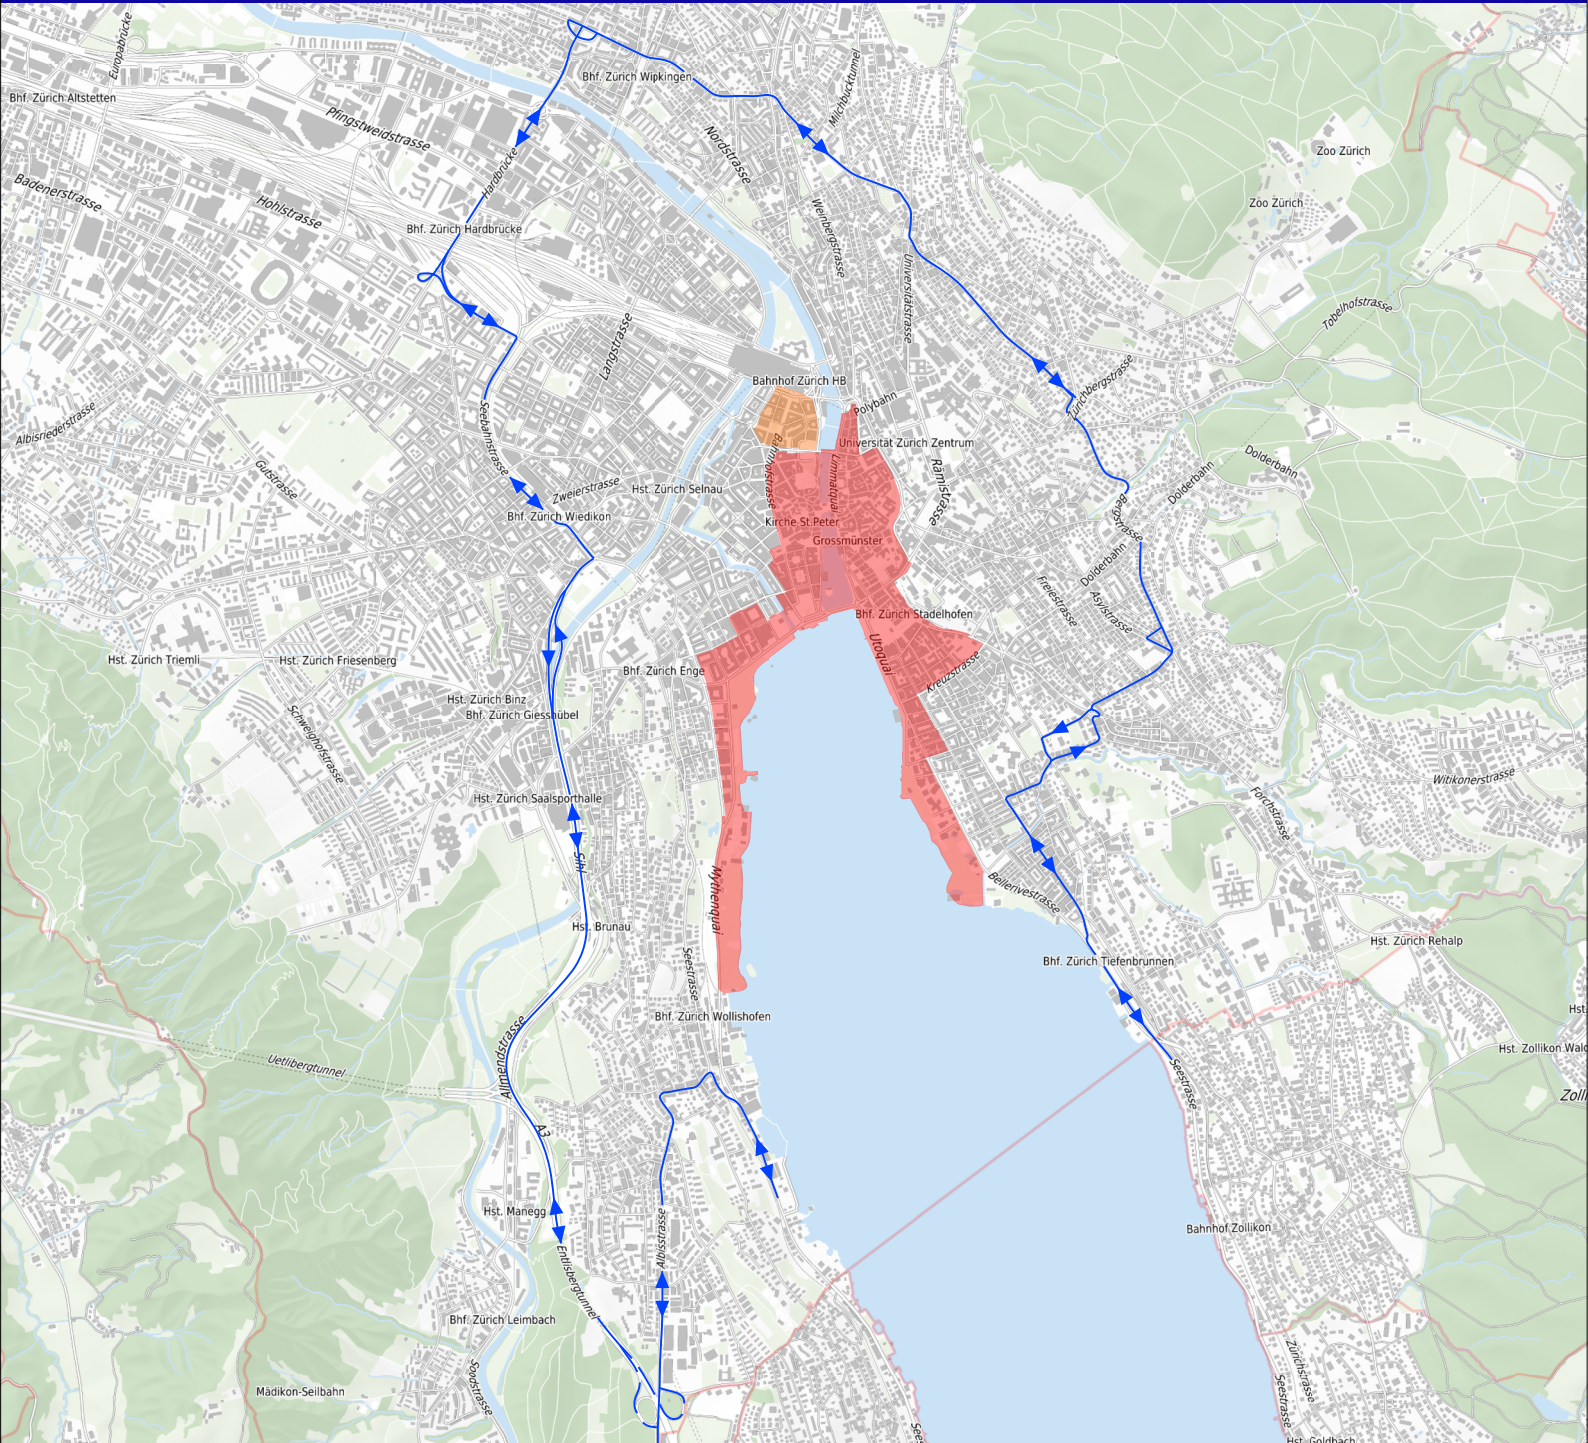 Europabrücke
Bhf. Zürich Wipkingen
Milchbucktunnel
Bhf. Zürich Altstetten
Pfingstweidstrasse
Nordstrasse
Zoo Zürich
Hardbrücke
Badenerstrasse
Hohlstrasse
Zoo Zürich
Weinbergstrasse
Bhf. Zürich Hardbrücke
Universitätstrasse
Tobelhofstrasse
Langstrasse
Bahnhof Zürich HB
Zürichbergstrasse
Polybahn
Albisriederstrasse
Seebahnstrasse
Bahnhofstrasse
Universität Zürich Zentrum
Limmatquai
Rämistrasse
Dolderbahn
Gutstrasse
Zweierstrasse
Hst. Zürich Selnau
Dolderbahn
Bergstrasse
Bhf. Zürich Wiedikon
Kirche St.Peter
Grossmünster
Dolderbahn
Freiestrasse
Asylstrasse
Bhf. Zürich Stadelhofen
Hst. Zürich Triemli
Hst. Zürich Friesenberg
Bhf. Zürich Enge
Utoquai
Kreuzstrasse
Hst. Zürich Binz
Bhf. Zürich Giesshübel
Schweighofstrasse
Witikonerstrasse
Hst. Zürich Saalsporthalle
Forchstrasse
Sihl
Mythenquai
Bellerivestrasse
Hst. Brunau
Hst. Zürich Rehalp
Seestrasse
Bhf. Zürich Tiefenbrunnen
Hst.
Bhf. Zürich Wollishofen
Allmendstrasse
Hst. Zollikon Wald
Uetlibergtunnel
Seestrasse
Zolli
A3
Hst. Manegg
Albisstrasse
Bahnhof Zollikon
Entlisbergtunnel
Bhf. Zürich Leimbach
Zürichstrasse
Soodstrasse
Mädikon-Seilbahn
Seestrasse
Sees
Hst. Goldbach